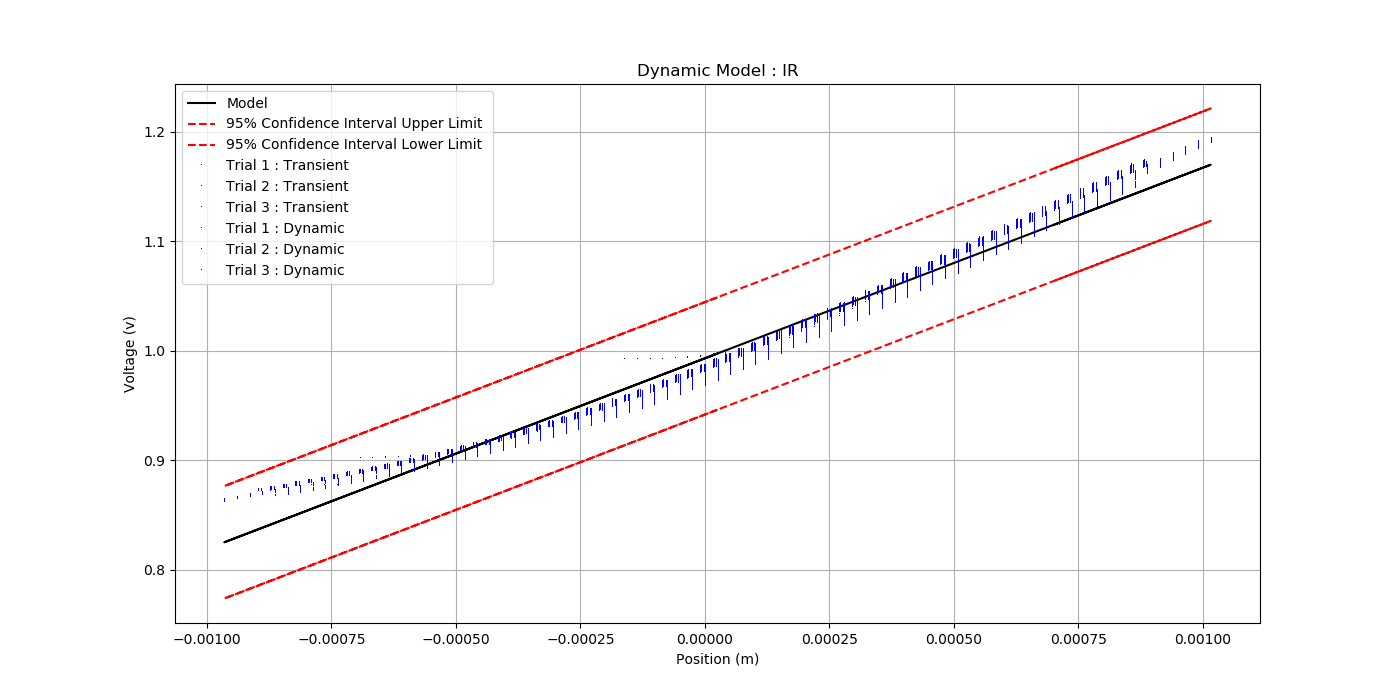 Dynamic Model : IR
Model
95% Confidence Interval Upper Limit
95% Confidence Interval Lower Limit
Trial 1 : Transient
Trial 2 : Transient
Trial 3 : Transient
Trial 1 : Dynamic
Trial 2 : Dynamic
Trial 3 : Dynamic
1.2
1.1
1.0
0.9
0.8
Voltage (v)
−0.00100 −0.00075 −0.00050 −0.00025 0.00000 0.00025 0.00050 0.00075 0.00100
Position (m)